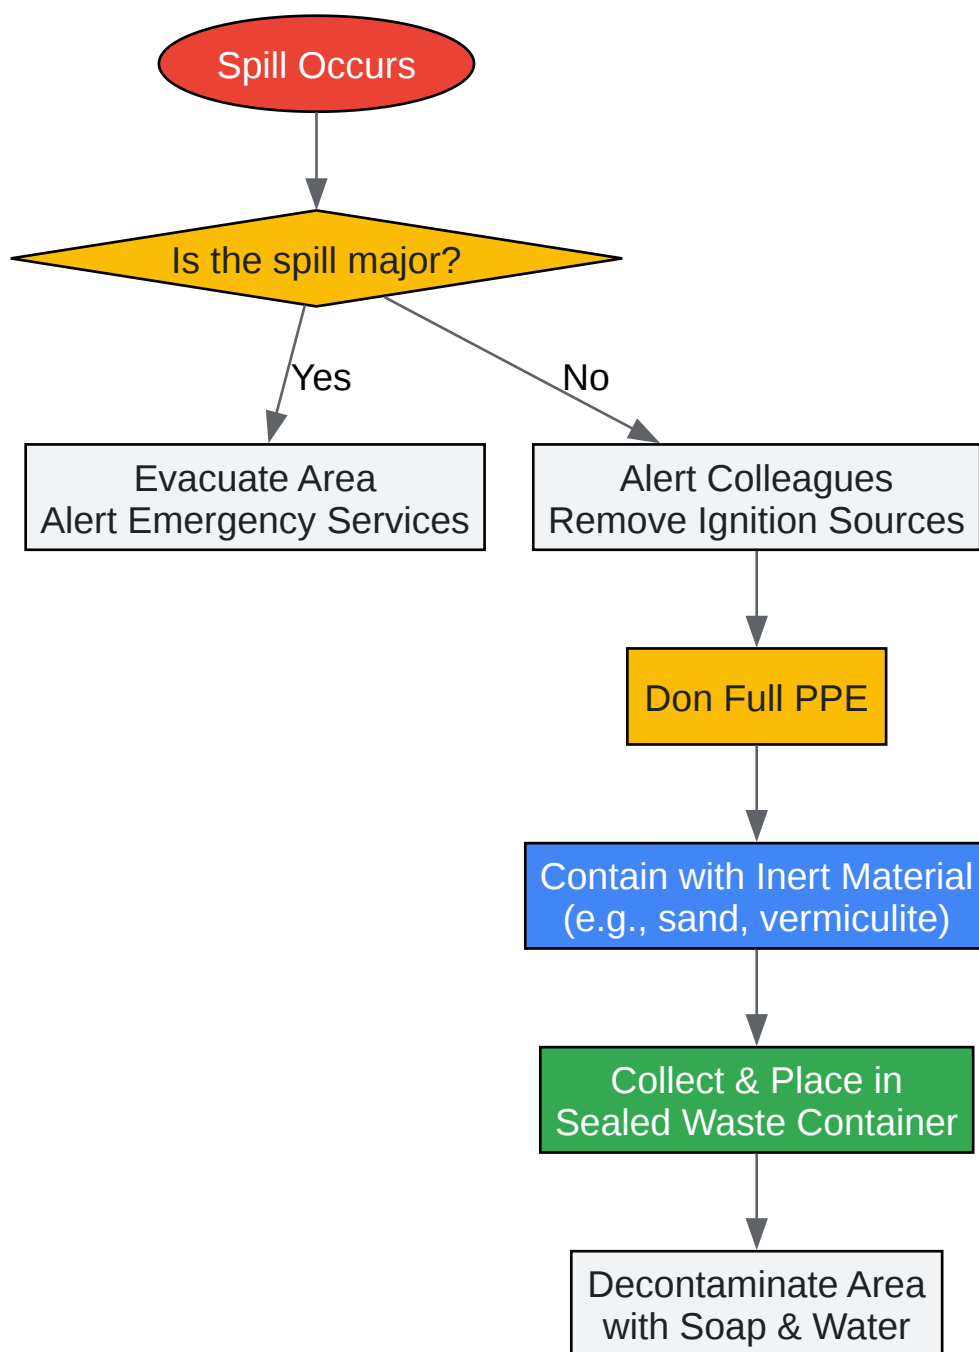 Spill Occurs
Is the spill major?
Yes
No
Evacuate Area
Alert Emergency Services
Alert Colleagues
Remove Ignition Sources
Don Full PPE
Contain with Inert Material
(e.g., sand, vermiculite)
Collect & Place in
Sealed Waste Container
Decontaminate Area
with Soap & Water